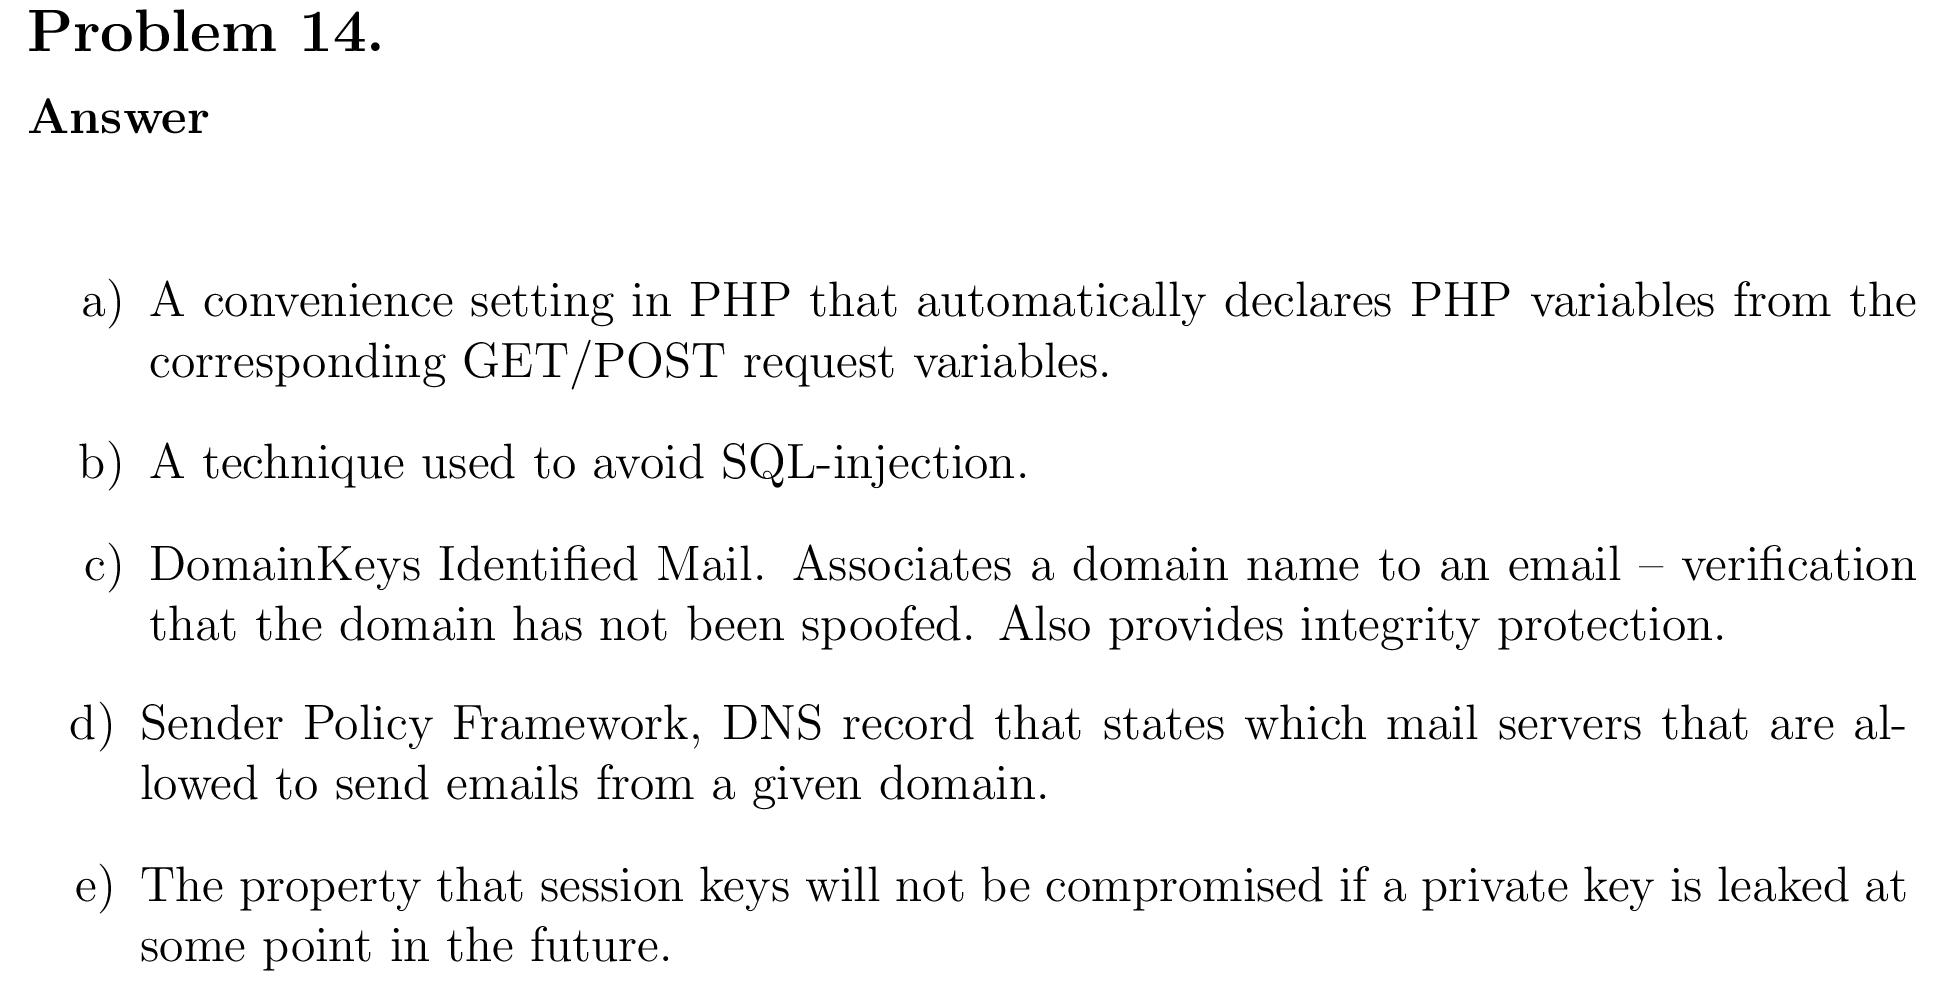 Problem 14.
Answer
a) A convenience setting in PHP that automatically declares PHP variables from the
corresponding GET/POST request variables.
b) A technique used to avoid SQL-injection.
c) DomainKeys Identified Mail. Associates a domain name to an email – verification
that the domain has not been spoofed. Also provides integrity protection.
d) Sender Policy Framework, DNS record that states which mail servers that are al-
lowed to send emails from a given domain.
e) The property that session keys will not be compromised if a private key is leaked at
some point in the future.